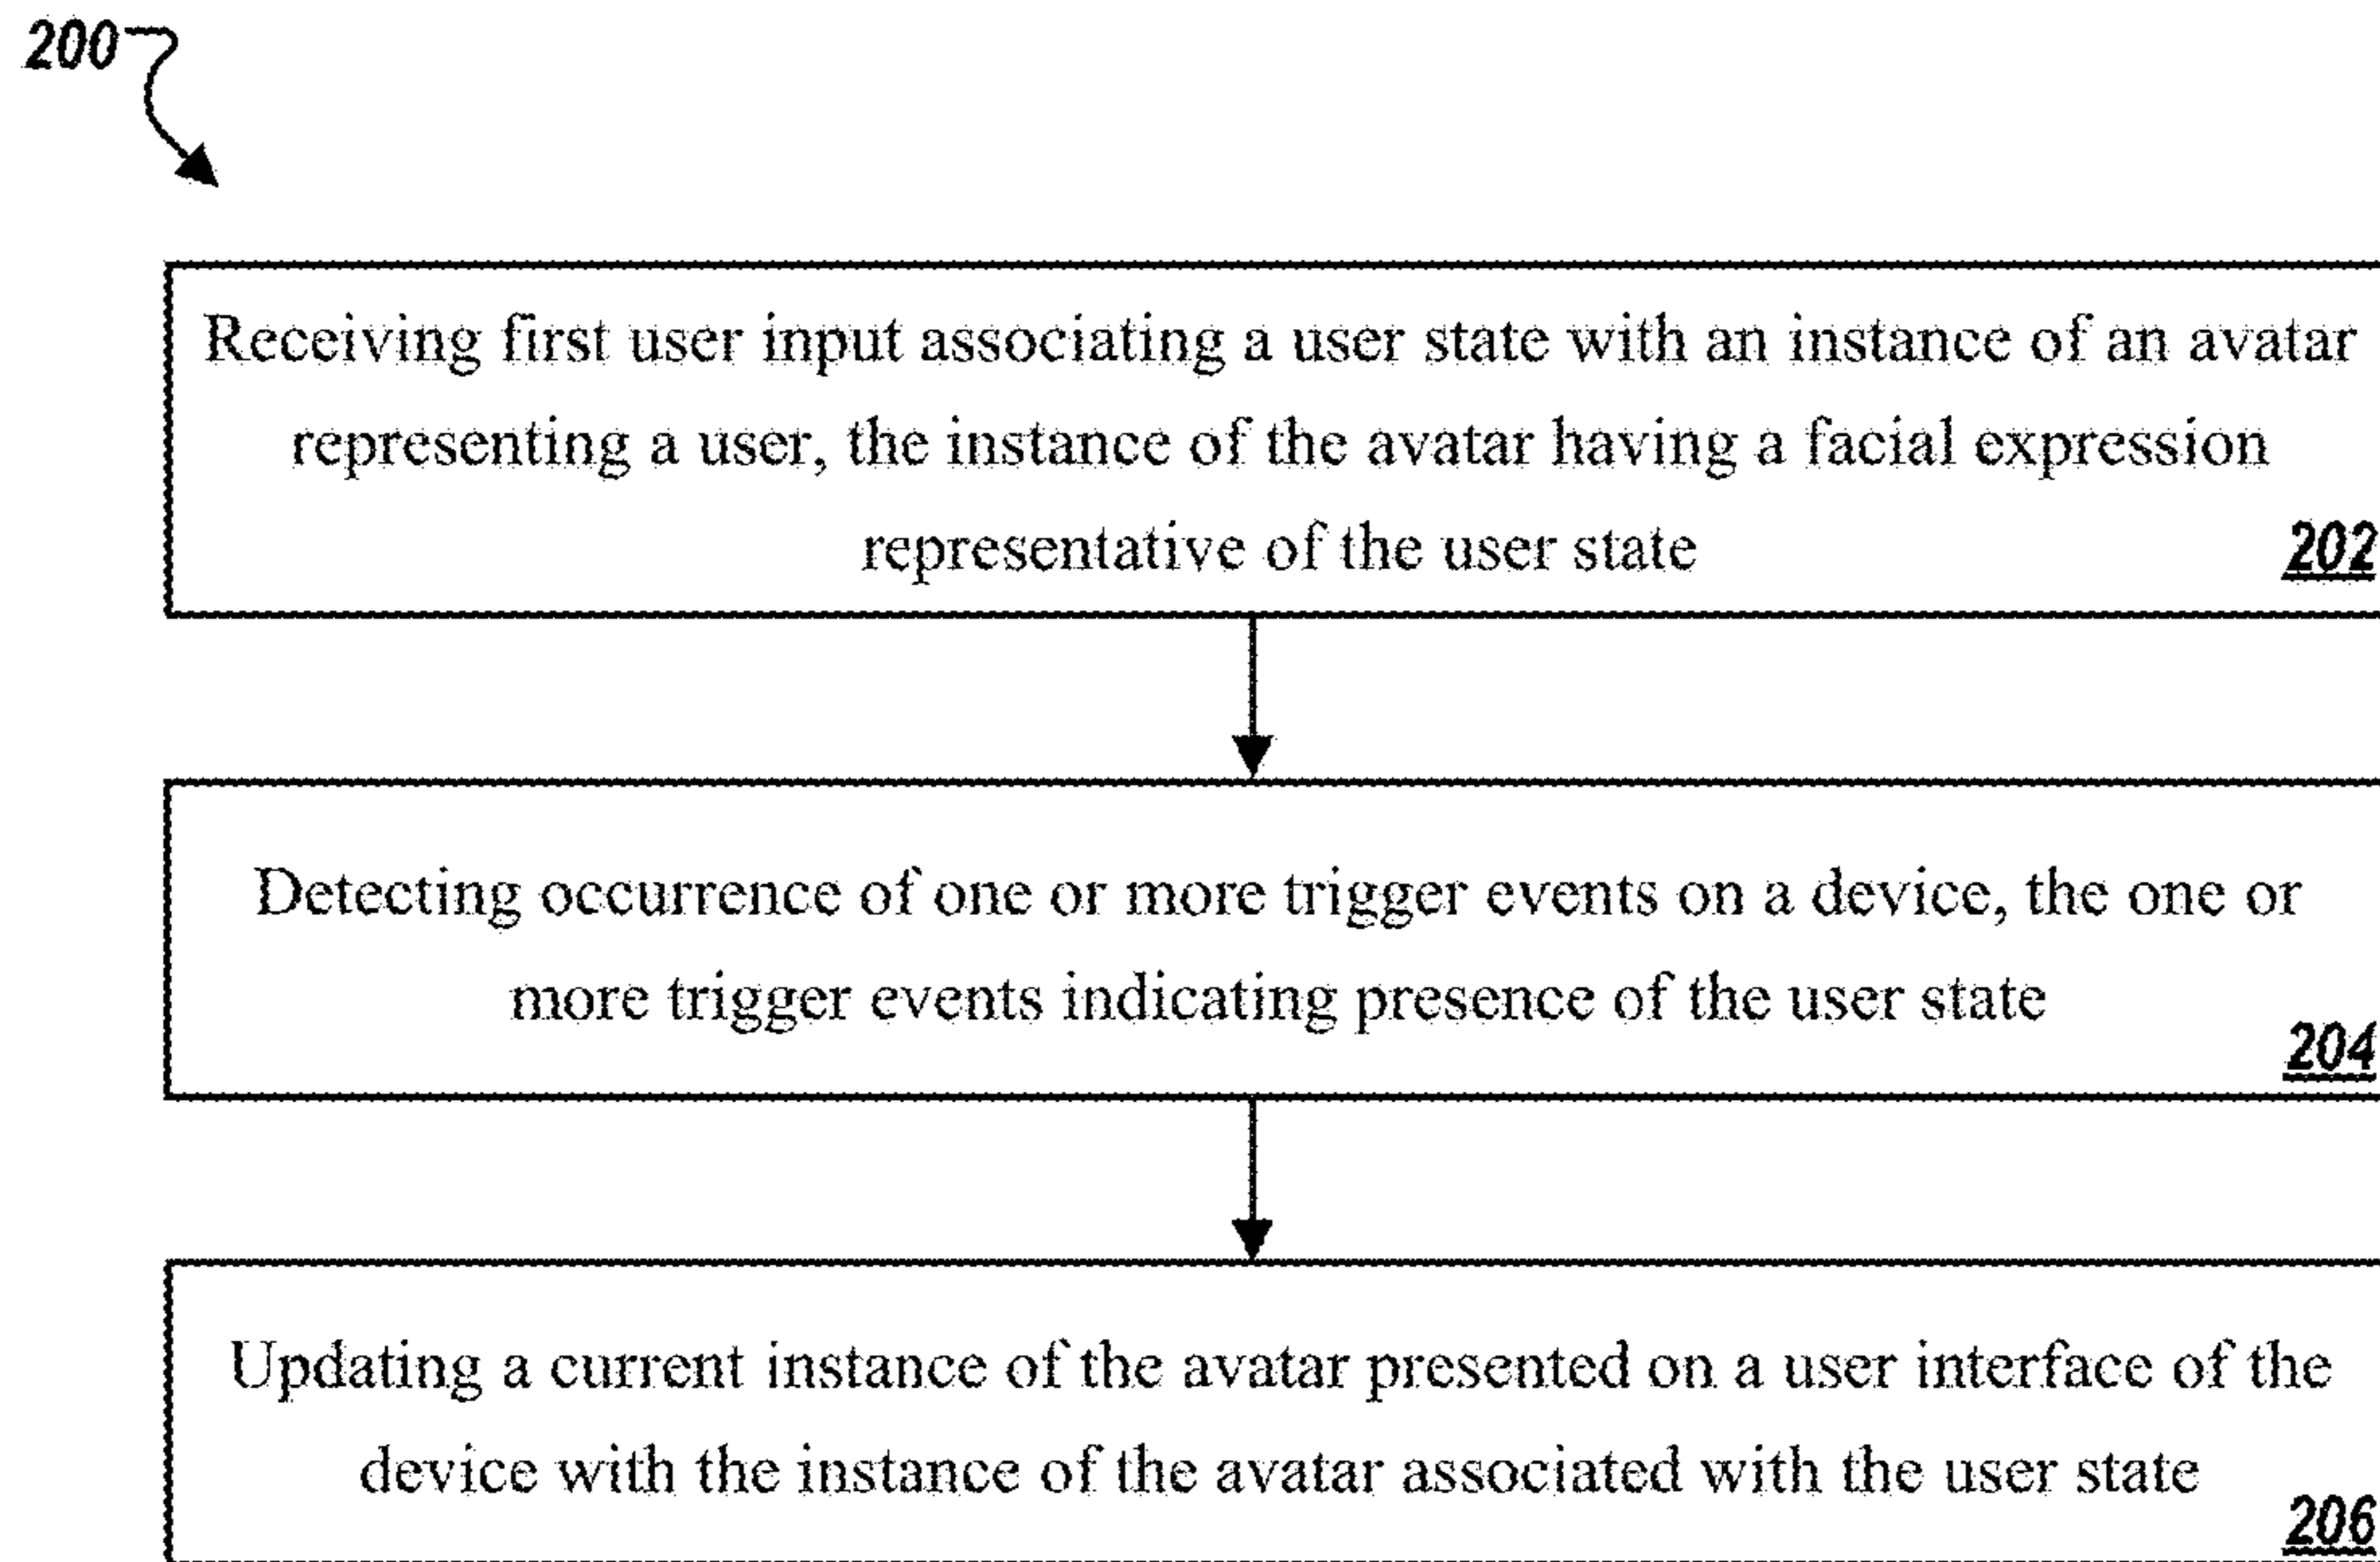 200
Receiving first user input associating a user state with an instance of an avatar
representing a user, the instance of the avatar having a facial expression
representative of the user state
202
Detecting occurrence of one or more trigger events on a device, the one or
more trigger events indicating presence of the user state
204
Updating a current instance of the avatar presented on a user interface of the
device with the instance of the avatar associated with the user state
206